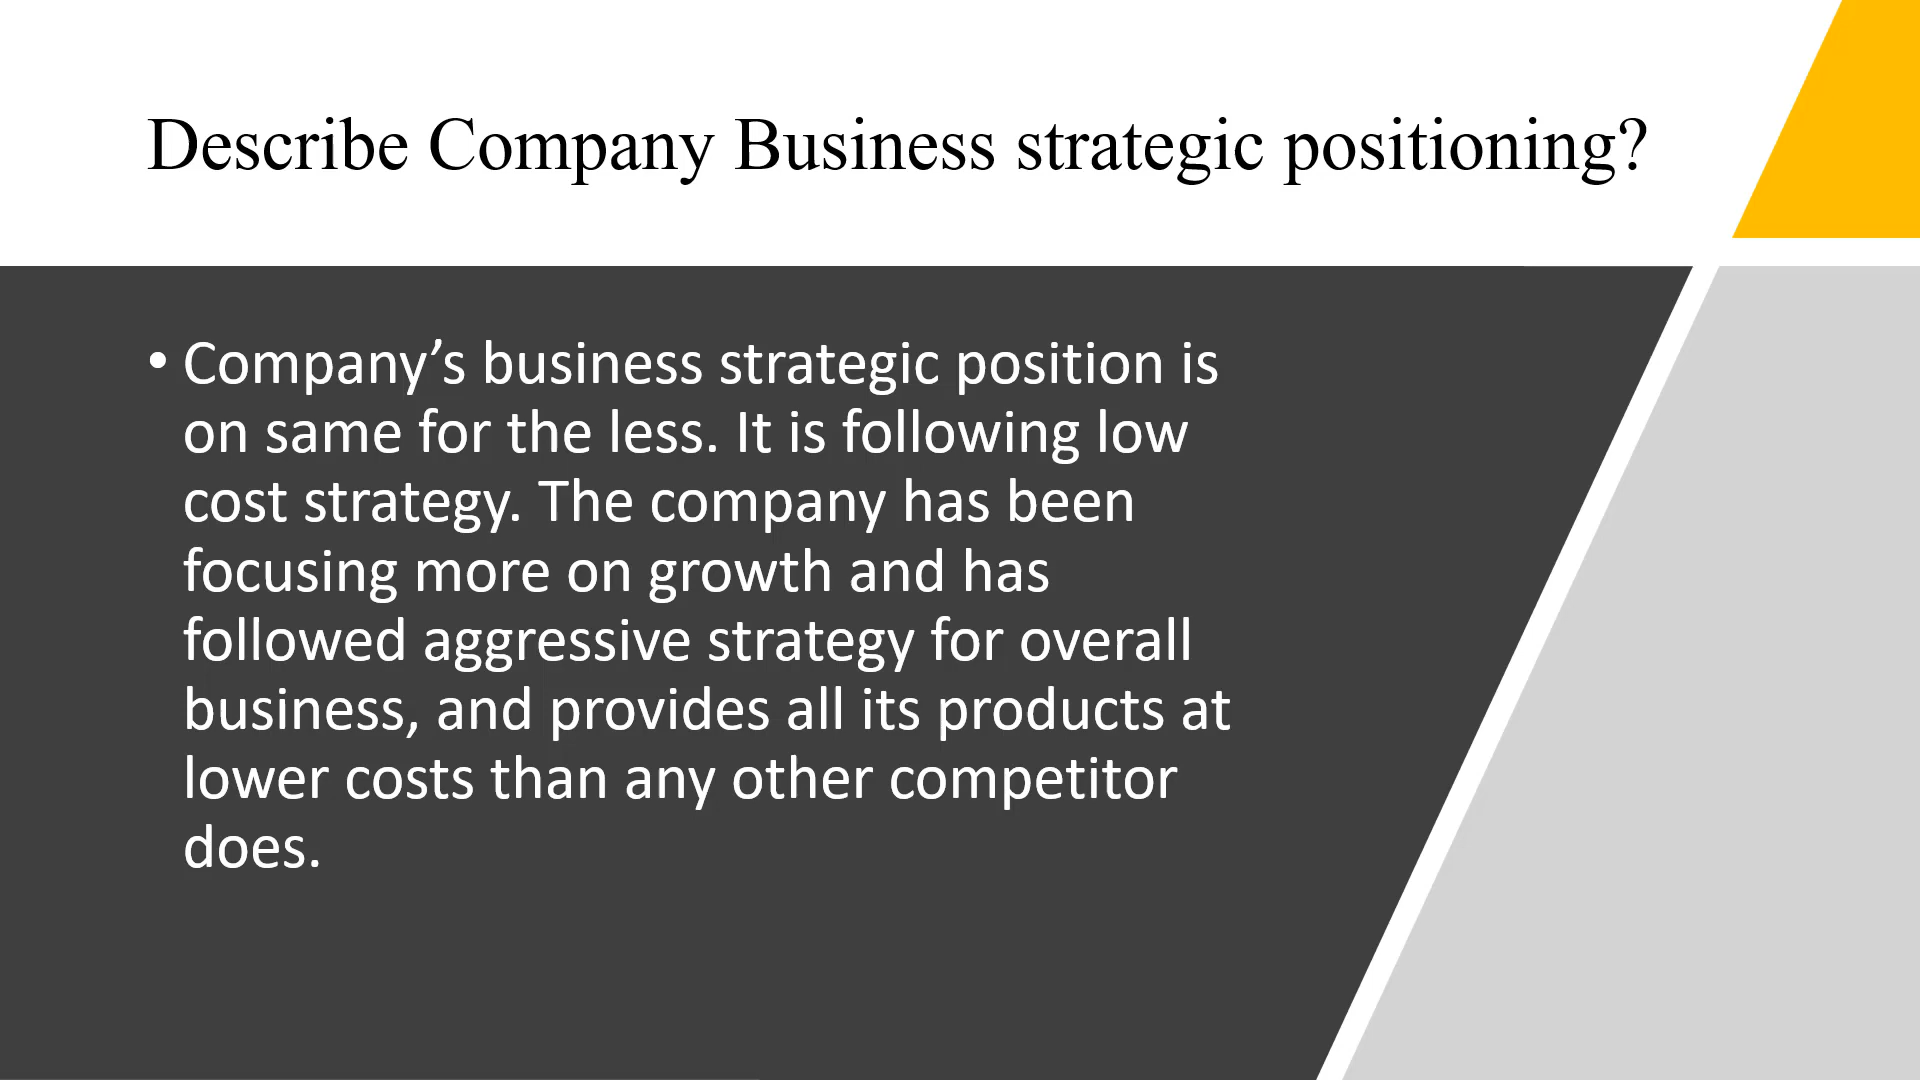 Describe Company Business strategic positioning?
• Company’s business strategic position is
on same for the less. It is following low
cost strategy. The company has been
focusing more on growth and has
followed aggressive strategy for overall
business, and provides all its products at
lower costs than any other competitor
does.